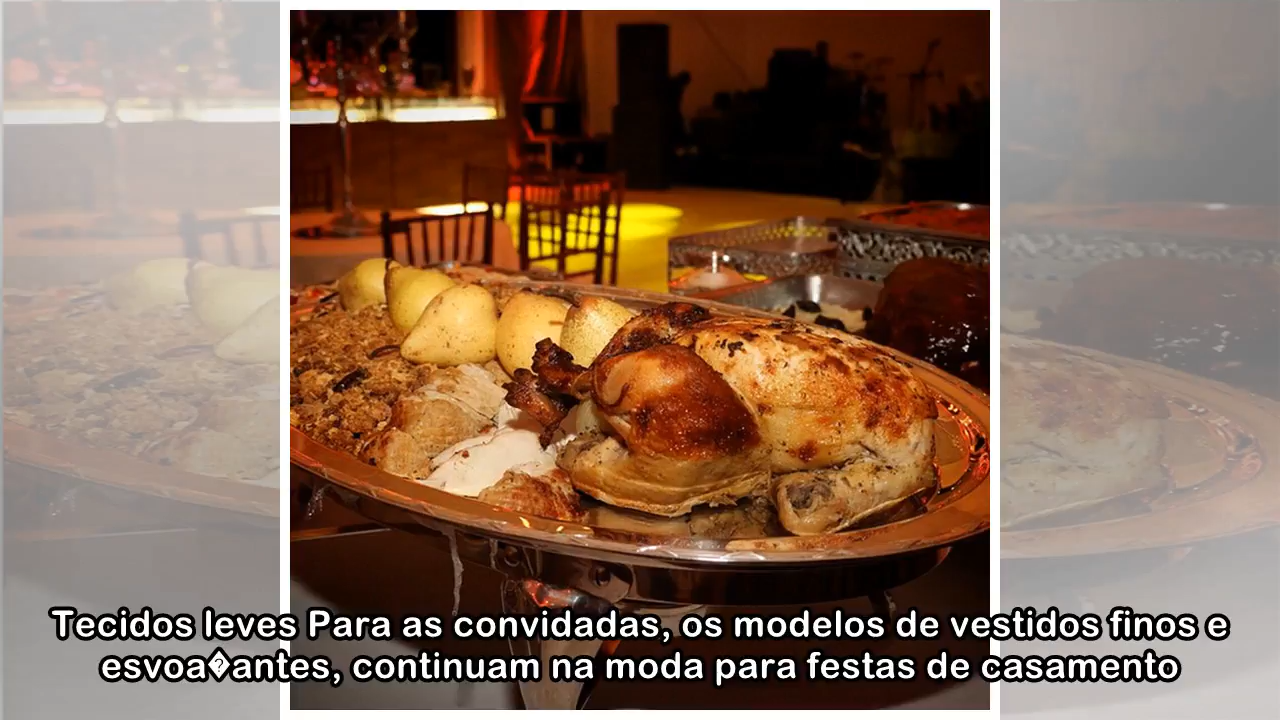 Tecidos leves Para as convidadas, os modelos de vestidos finos e
esvoa�antes, continuam na moda para festas de casamento